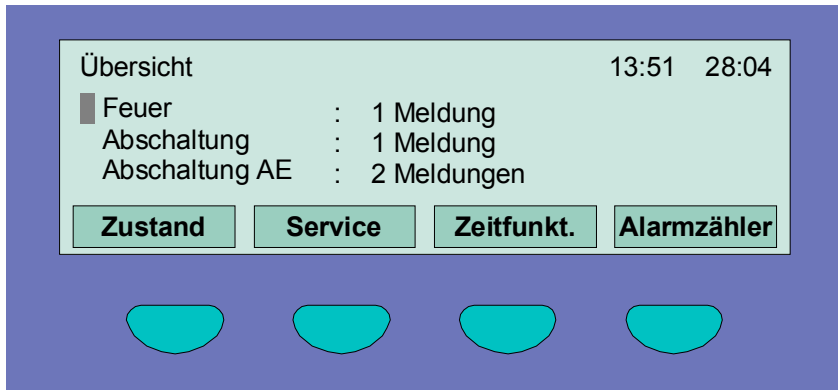 Übersicht 13:51 28:04
Feuer : 1 Meldung
Abschaltung : 1 Meldung
Abschaltung AE : 2 Meldungen
Zustand Service Zeitfunkt. Alarmzähler